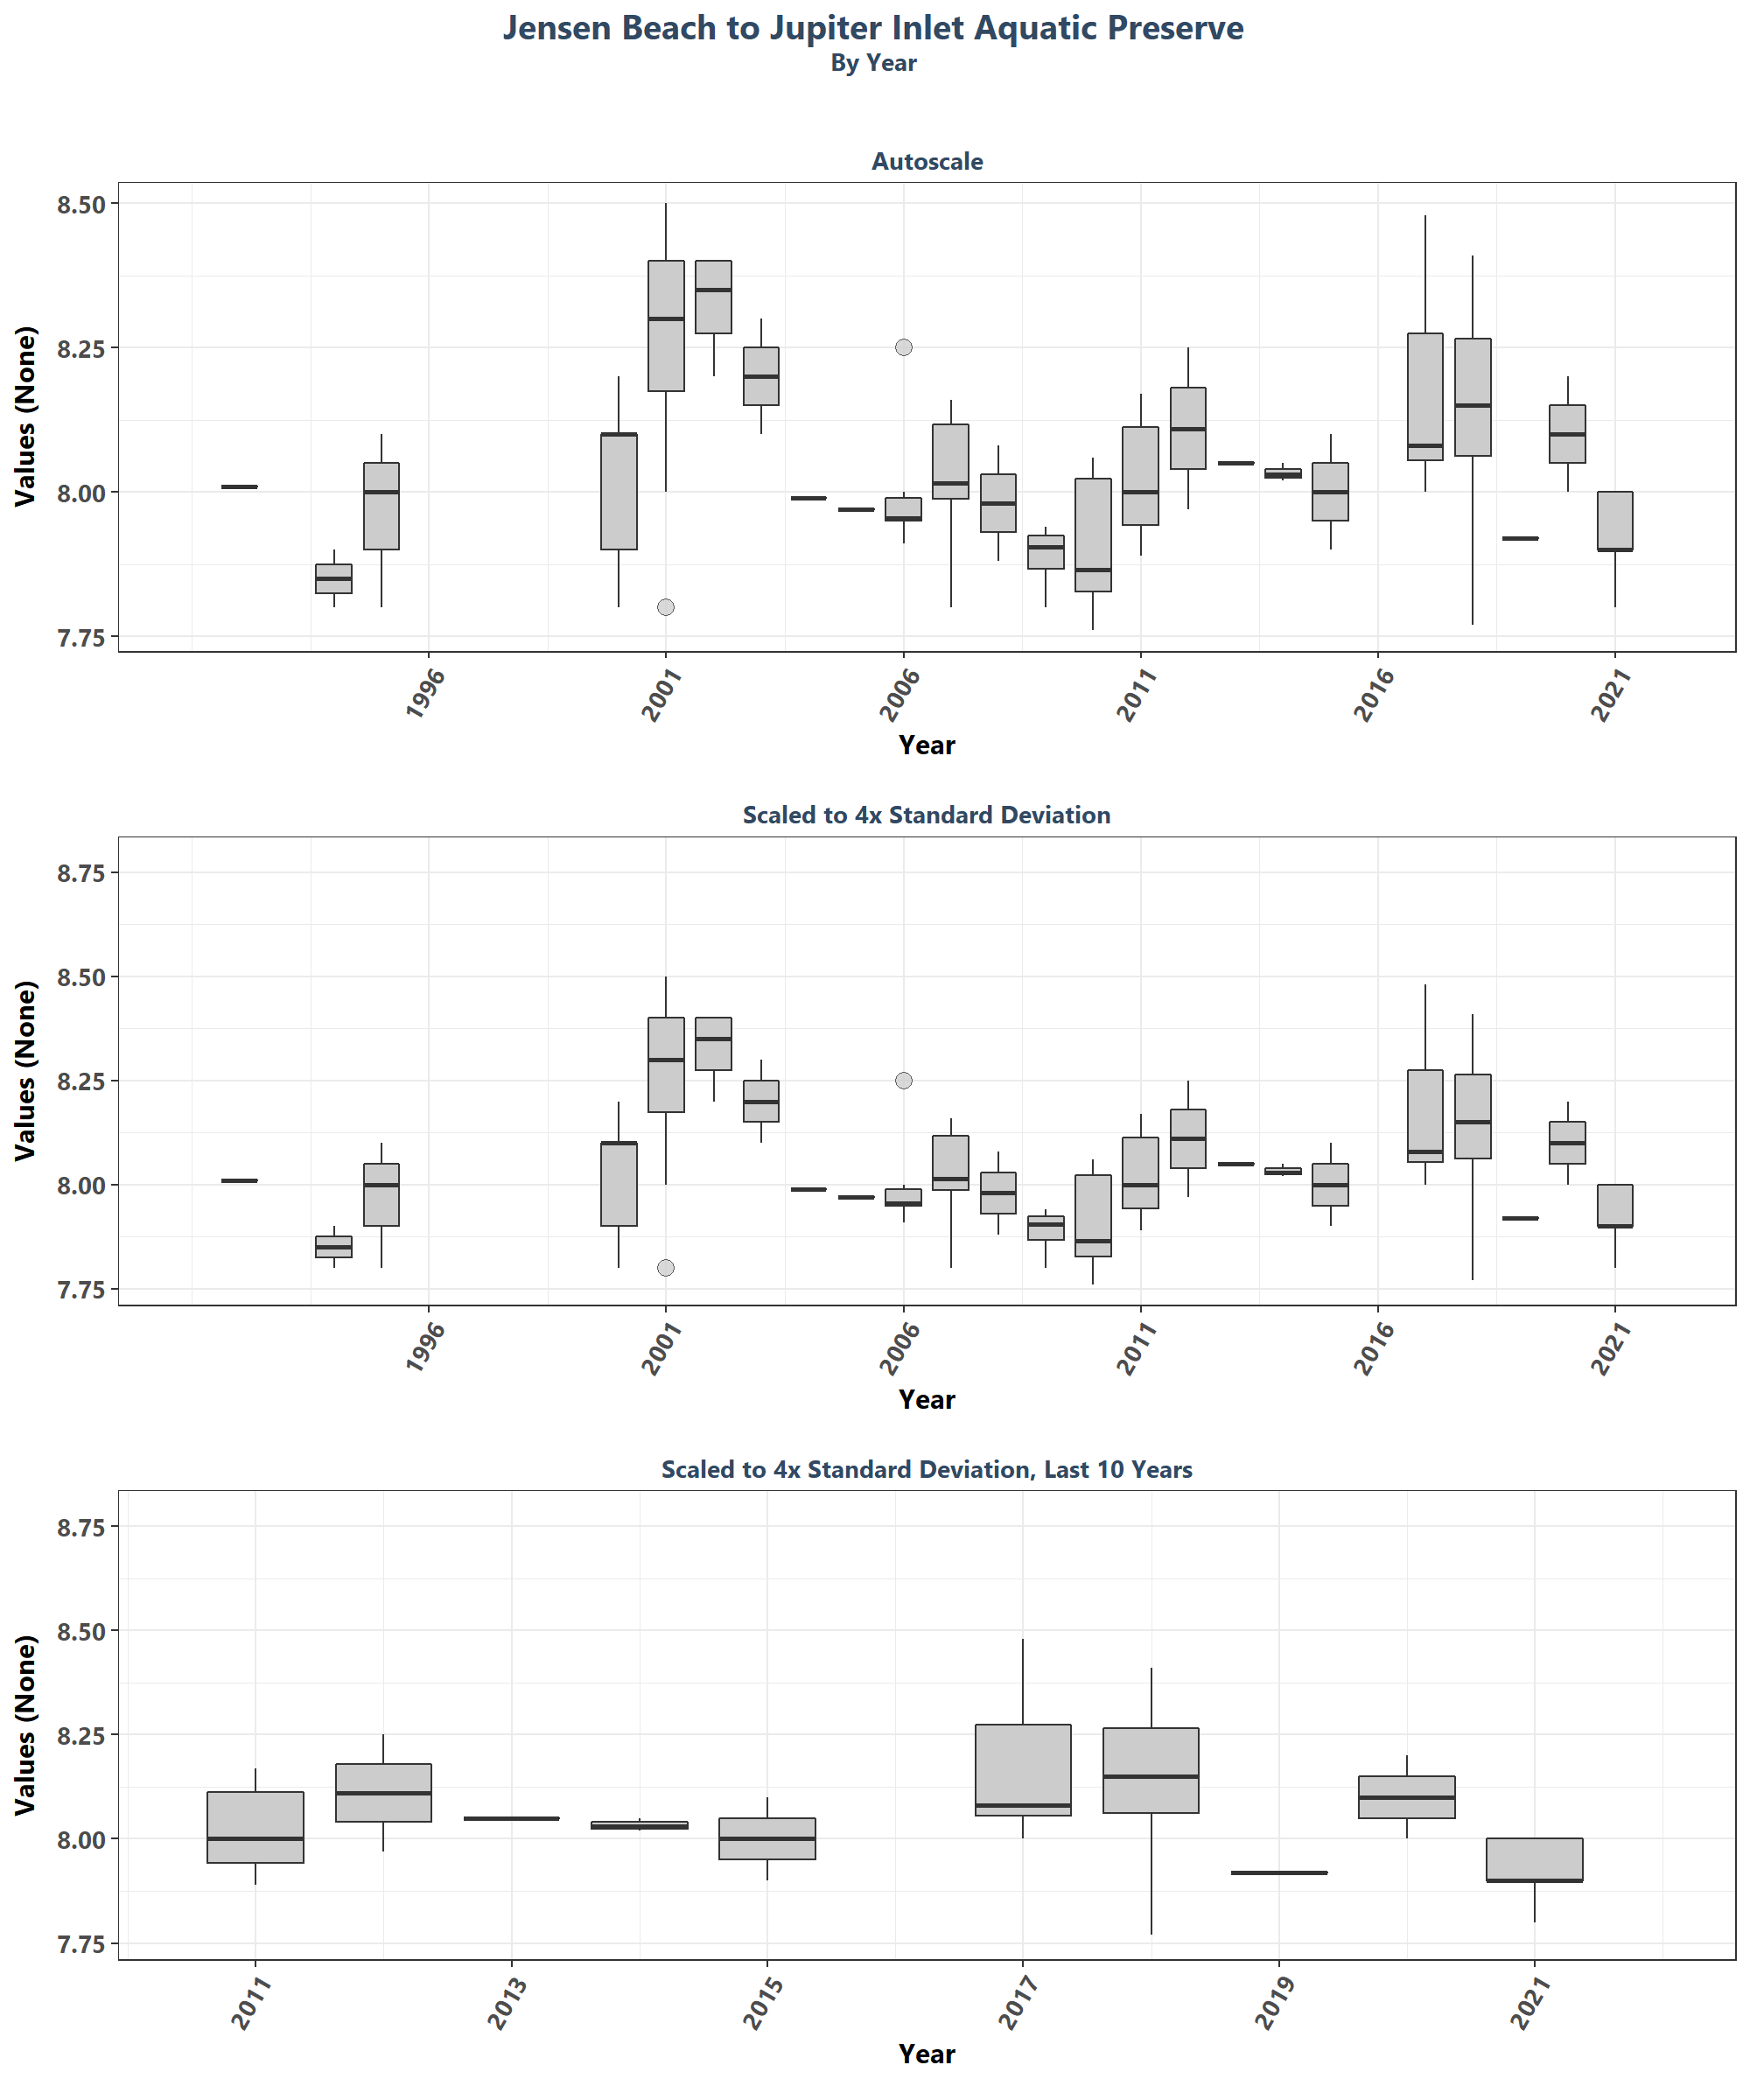 Jensen Beach to Jupiter Inlet Aquatic Preserve
By Year
Autoscale
Values (None)
8.50
8.25
8.00
7.75
1996
2001
2006
2011
2016
2021
Year
Scaled to 4x Standard Deviation
Values (None)
8.75
8.50
8.25
8.00
7.75
1996
2001
2006
2011
2016
2021
Year
Scaled to 4x Standard Deviation, Last 10 Years
Values (None)
8.75
8.50
8.25
8.00
7.75
2011
2013
2015
2017
2019
2021
Year